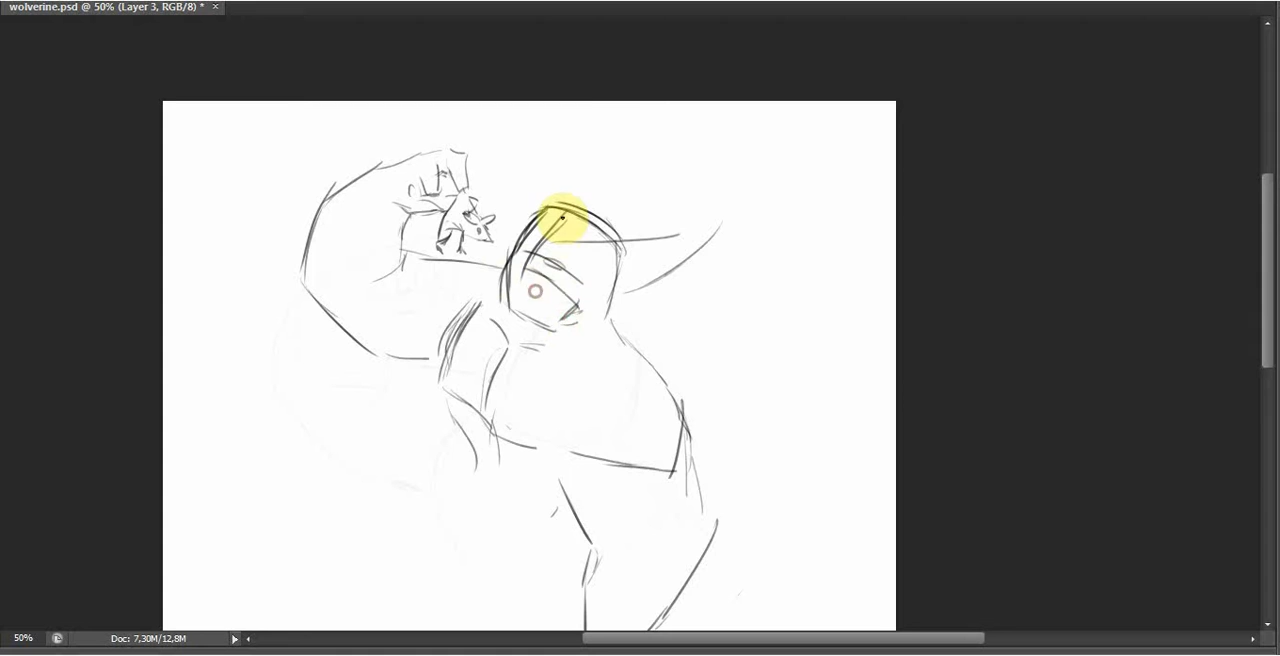 wolverine.psd @ 50% (Layer 3, RGB/8) * ×
50% Doc: 7,30M/12,8M